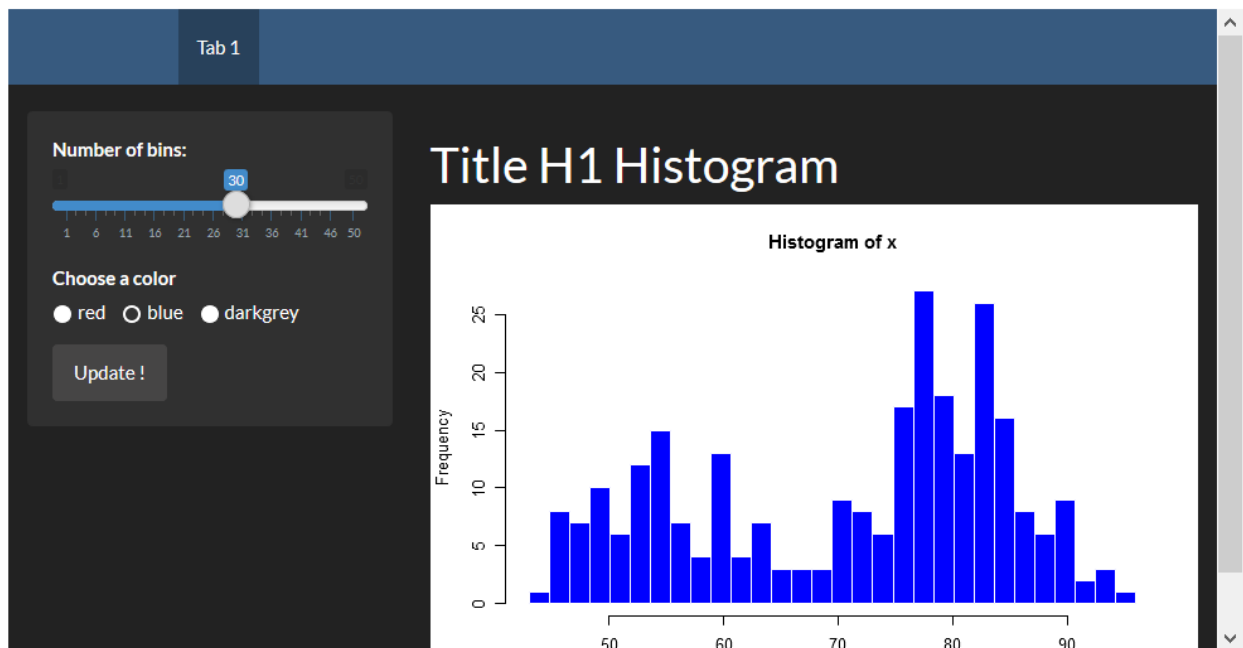 Tab 1
Number of bins:
1 30 50
1 6 11 16 21 26 31 36 41 46 50
Choose a color
red blue darkgrey
Update !
Title H1 Histogram
Histogram of x
Frequency
25
20
15
10
5
0
50 60 70 80 90